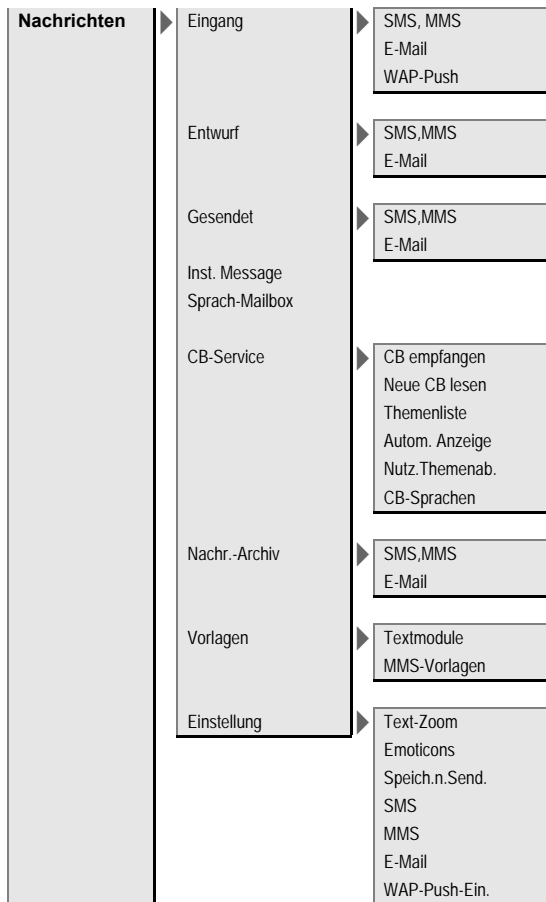 Nachrichten
Eingang
SMS, MMS
E-Mail
WAP-Push
Entwurf
SMS,MMS
E-Mail
Gesendet
SMS,MMS
E-Mail
Inst. Message
Sprach-Mailbox
CB-Service
CB empfangen
Neue CB lesen
Themenliste
Autom. Anzeige
Nutz.Themenab.
CB-Sprachen
Nachr.-Archiv
SMS,MMS
E-Mail
Vorlagen
Textmodule
MMS-Vorlagen
Einstellung
Text-Zoom
Emoticons
Speich.n.Send.
SMS
MMS
E-Mail
WAP-Push-Ein.